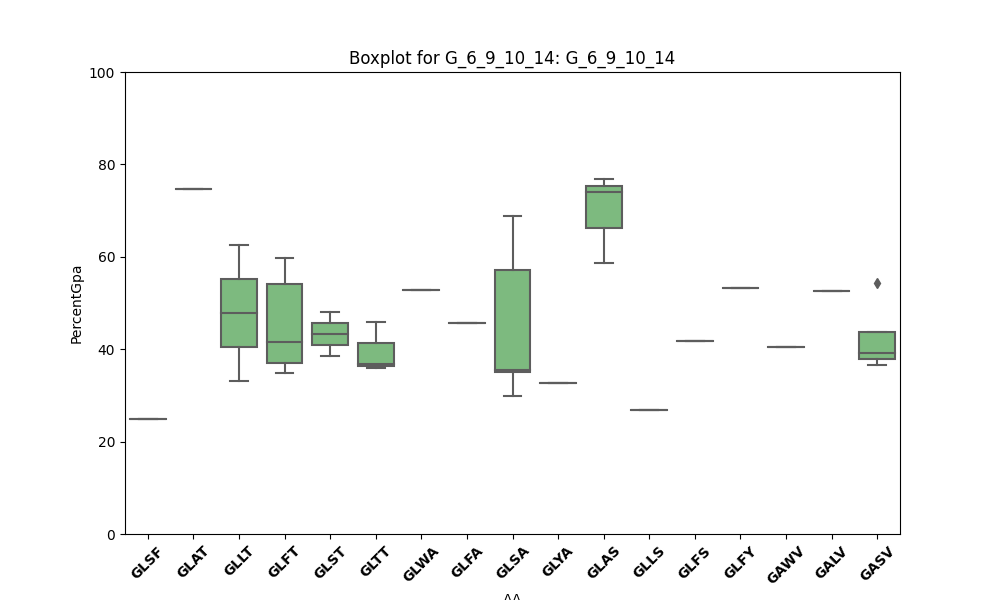 Boxplot for G_6_9_10_14: G_6_9_10_14
100
80
60
40
20
0
PercentGpa
GLSF GLAT GLLT GLFT GLST GLTT GLWA GLFA GLSA GLYA GLAS GLLS GLFS GLFY GAWV GALV GASV
AA